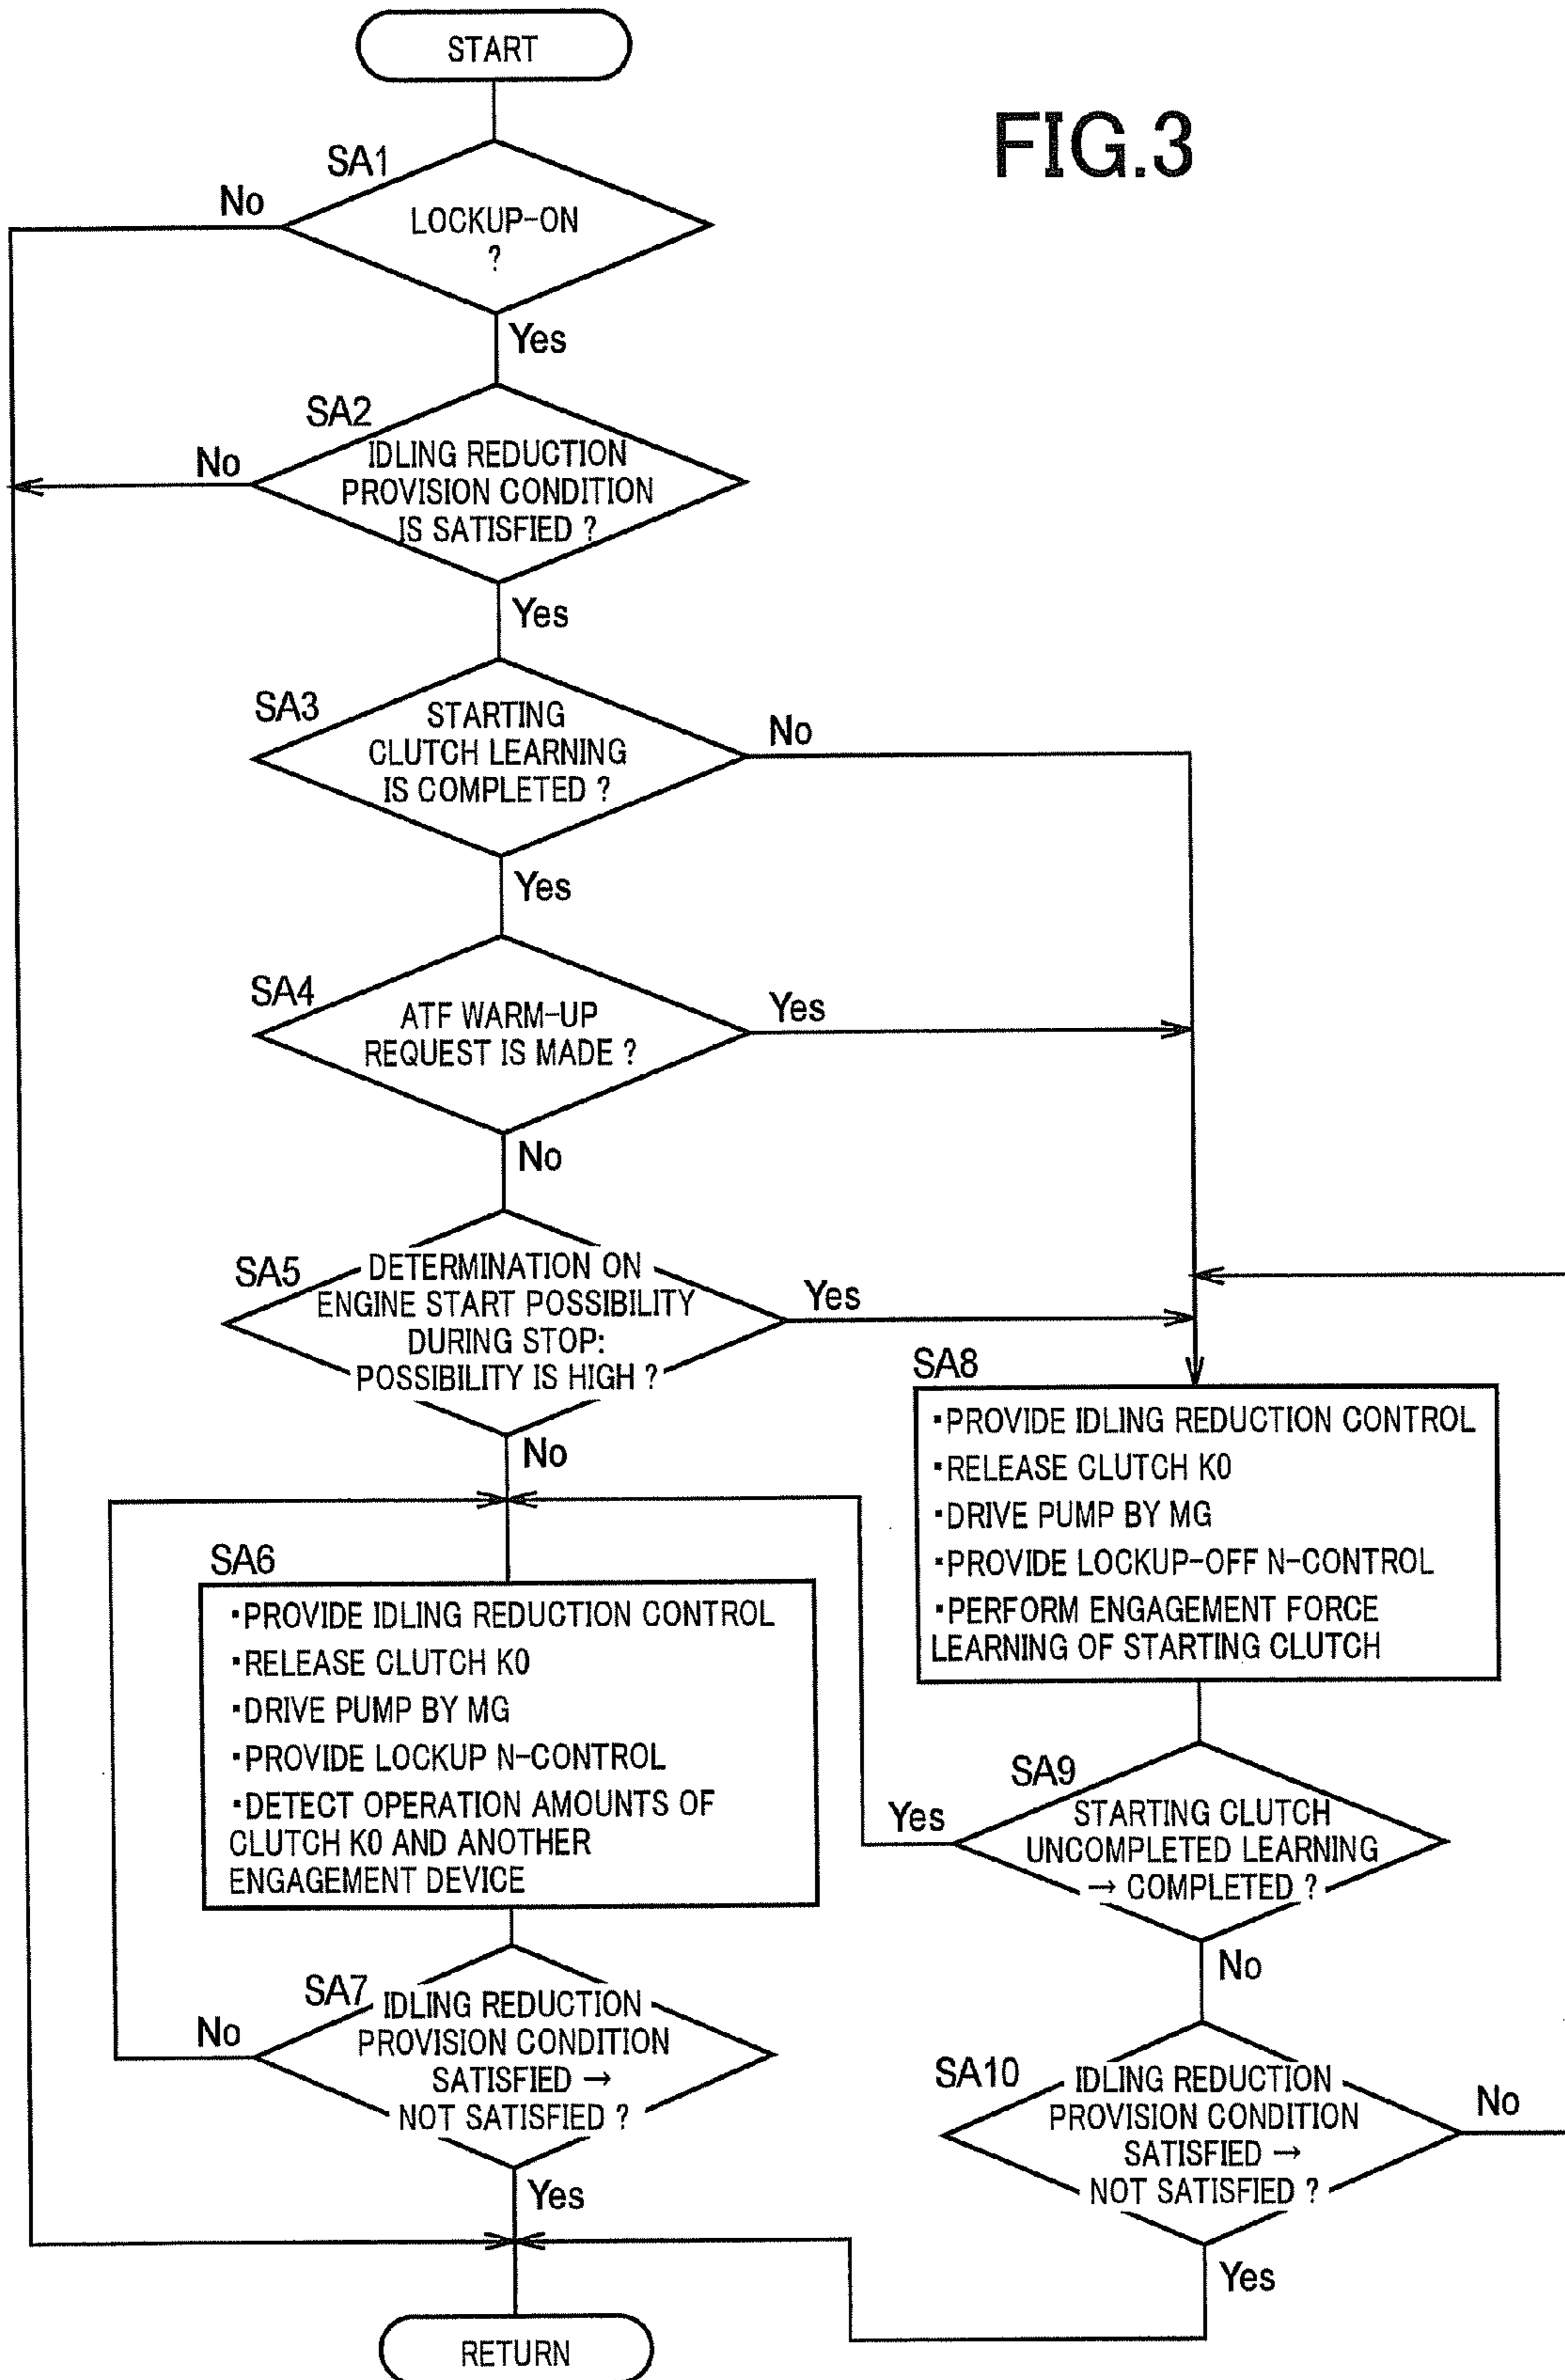 START
FIG.3
SA1
No
LOCKUP-ON
?
Yes
SA2
No
IDLING REDUCTION
PROVISION CONDITION
IS SATISFIED ?
Yes
SA3
STARTING
CLUTCH LEARNING
IS COMPLETED ?
No
Yes
SA4
ATF WARM-UP
REQUEST IS MADE ?
Yes
No
SA5
DETERMINATION ON
ENGINE START POSSIBILITY
DURING STOP:
POSSIBILITY IS HIGH ?
Yes
No
SA8
▪PROVIDE IDLING REDUCTION CONTROL
▪RELEASE CLUTCH K0
▪DRIVE PUMP BY MG
▪PROVIDE LOCKUP-OFF N-CONTROL
▪PERFORM ENGAGEMENT FORCE
LEARNING OF STARTING CLUTCH
SA6
▪PROVIDE IDLING REDUCTION CONTROL
▪RELEASE CLUTCH K0
▪DRIVE PUMP BY MG
▪PROVIDE LOCKUP N-CONTROL
▪DETECT OPERATION AMOUNTS OF
CLUTCH K0 AND ANOTHER
ENGAGEMENT DEVICE
SA9
Yes
STARTING CLUTCH
UNCOMPLETED LEARNING
→ COMPLETED ?
No
SA7
No
IDLING REDUCTION
PROVISION CONDITION
SATISFIED →
NOT SATISFIED ?
Yes
SA10
IDLING REDUCTION
PROVISION CONDITION
SATISFIED →
NOT SATISFIED ?
No
Yes
RETURN